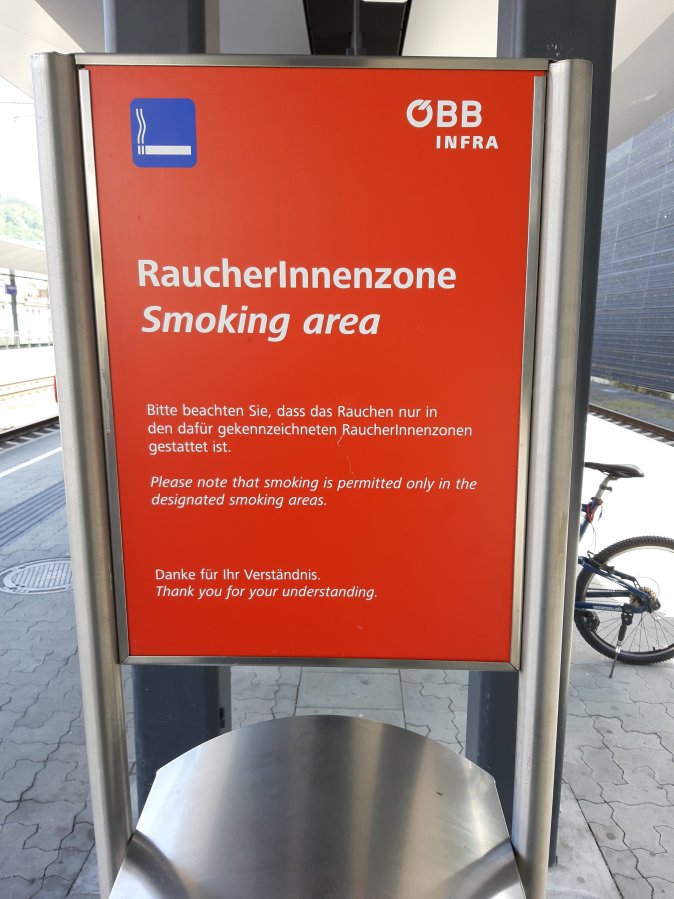 ÖBB
INFRA
RaucherInnenzone
Smoking area
Bitte beachten Sie, dass das Rauchen nur in
den dafür gekennzeichneten RaucherInnenzonen
gestattet ist.
Please note that smoking is permitted only in the
designated smoking areas.
Danke für Ihr Verständnis.
Thank you for your understanding.